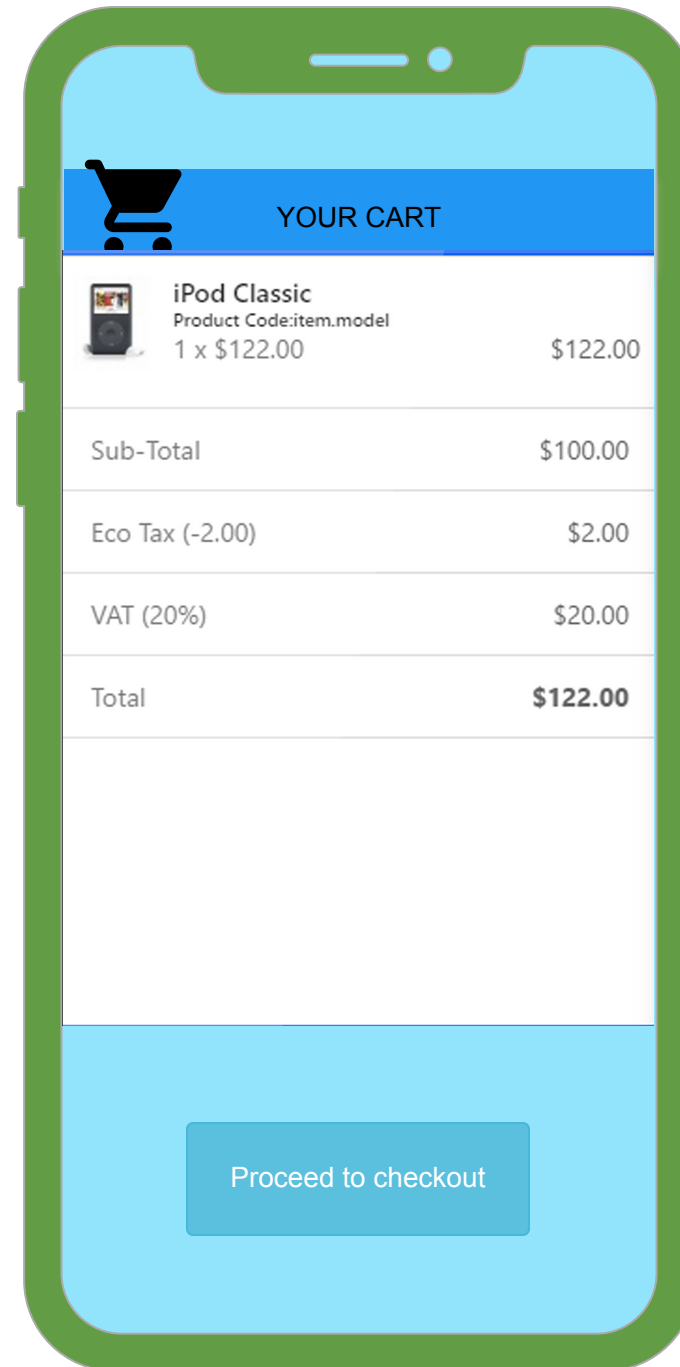 YOUR CART
iPod Classic
Product Code:item.model
1 x $122.00 $122.00
Sub-Total $100.00
Eco Tax (-2.00) $2.00
VAT (20%) $20.00
Total $122.00
Proceed to checkout